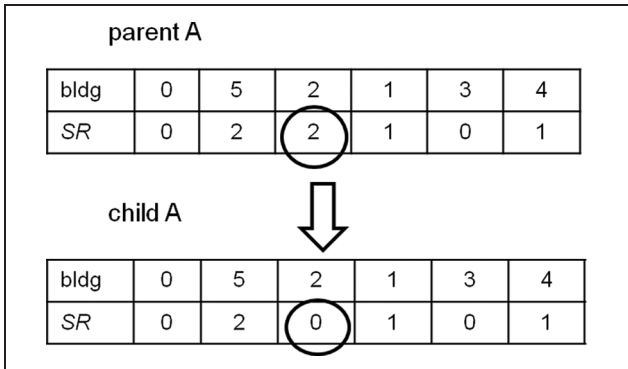 parent A
bldg 0 5 2 1 3 4
SR 0 2 2 1 0 1
child A
bldg 0 5 2 1 3 4
SR 0 2 0 1 0 1